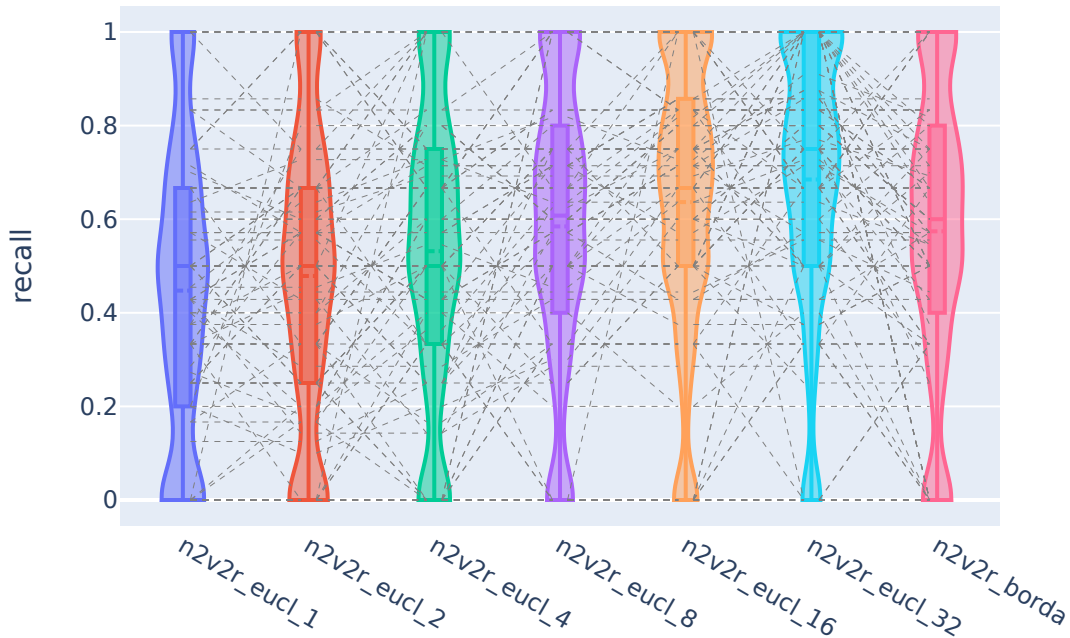 recall
1
0.8
0.6
0.4
0.2
0
n2v2r_eucl_1
n2v2r_eucl_2
n2v2r_eucl_4
n2v2r_eucl_8
n2v2r_eucl_16
n2v2r_eucl_32
n2v2r_borda